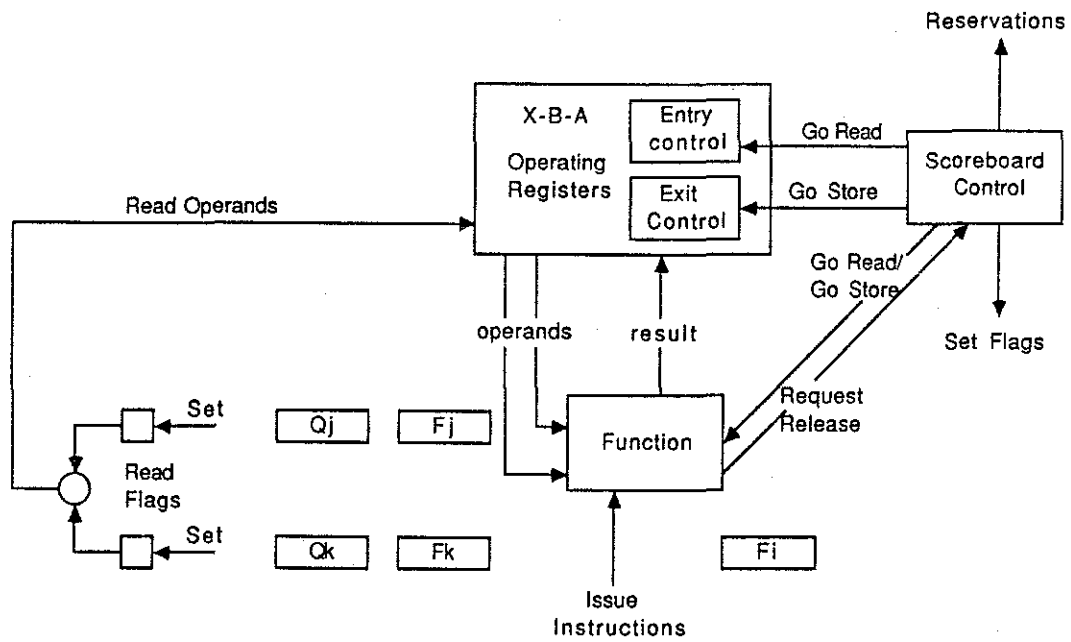 Reservations
X-B-A
Operating
Registers
Entry
control
Exit
Control
Go Read
Go Store
Scoreboard
Control
Read Operands
Go Read/
Go Store
Set Flags
operands
result
Request
Release
Set
Qj
Fj
Function
Read
Flags
Set
Qk
Fk
Fi
Issue
Instructions